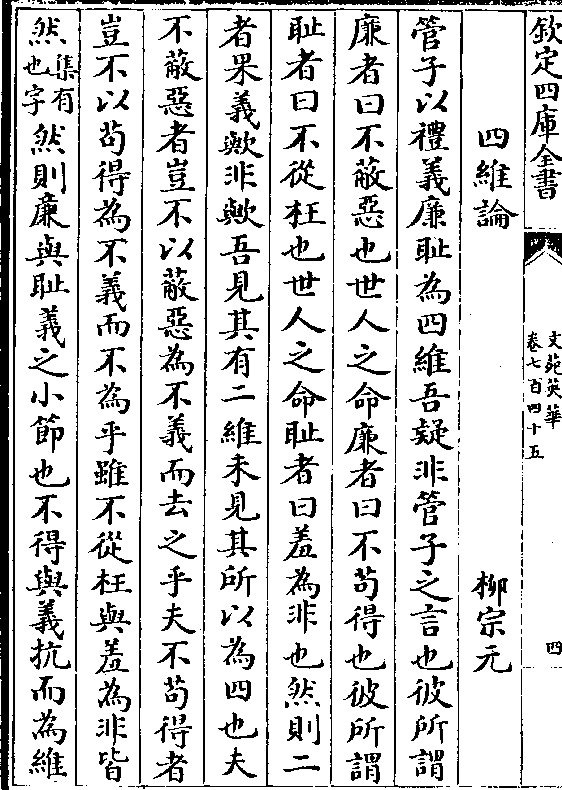 欽定四庫全書
文苑英華
卷七百四十五
四
四維論
柳宗元
管子以禮義廉恥為四維吾疑非管子之言也彼所謂
廉者曰不蔽惡也世人之命廉者曰不茍得也彼所謂
恥者曰不從枉也世人之命恥者曰羞為非也然則二
者果義歟非歟吾見其有二維未見其所以為四也夫
不蔽惡者豈不以蔽惡為不義而去之乎夫不茍得者
豈不以茍得為不義而不為乎雖不從枉與羞為非皆
然集有也字然則廉與恥義之小節也不得與義抗而為維